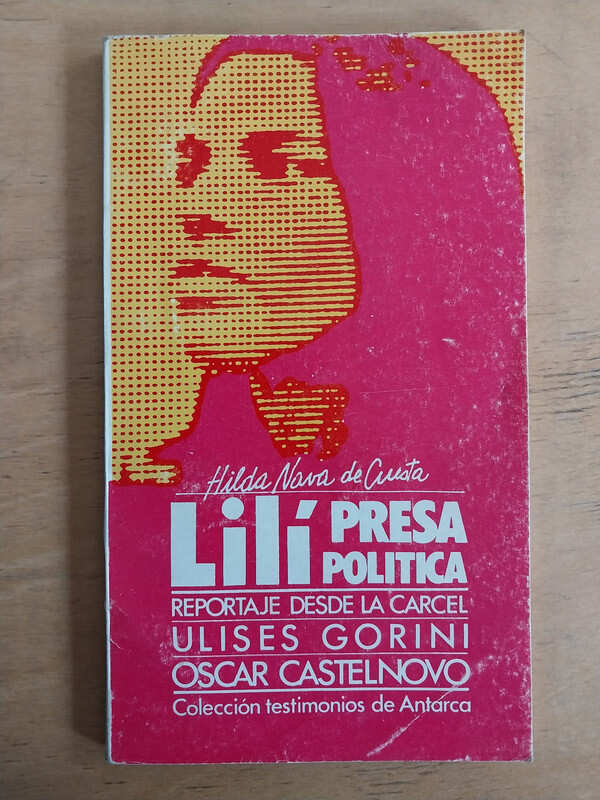 Hilda Nava de Cuesta
Lilí PRESA
POLITICA
REPORTAJE DESDE LA CARCEL
ULISES GORINI
OSCAR CASTELNOVO
Colección testimonios de Antarca